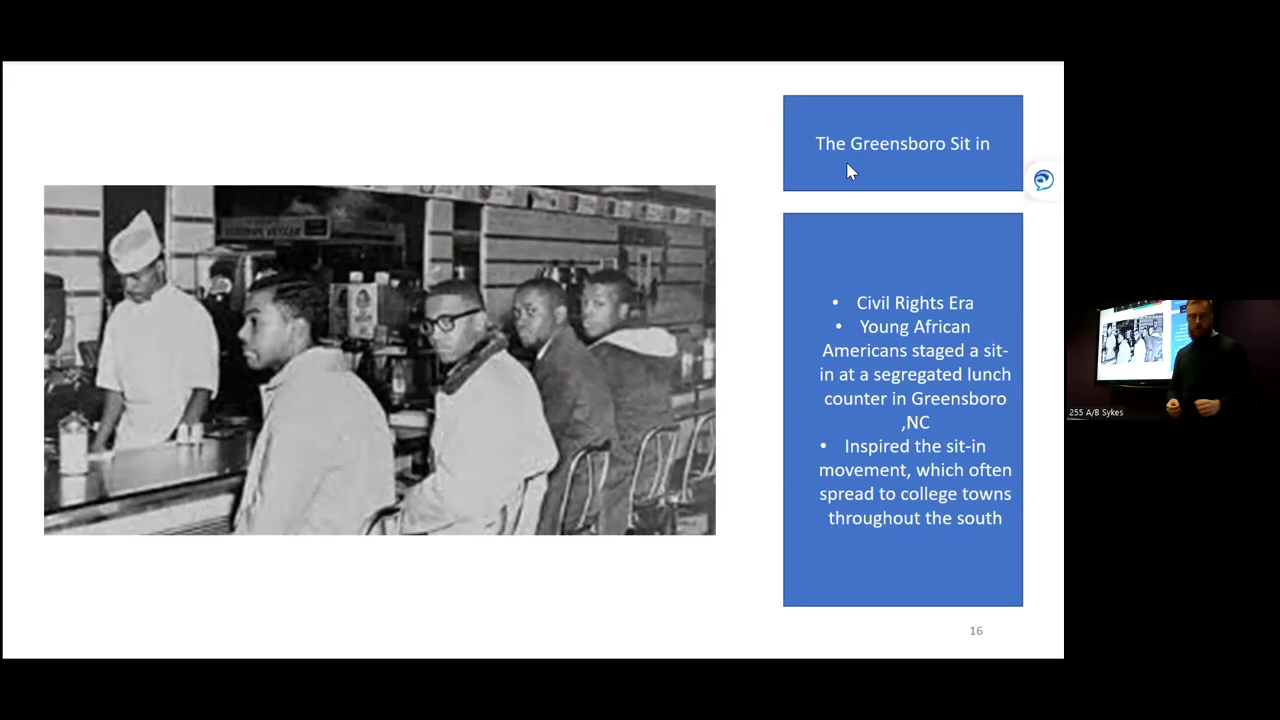 The Greensboro Sit in
• Civil Rights Era
• Young African
Americans staged a sit-
in at a segregated lunch
counter in Greensboro
,NC
• Inspired the sit-in
movement, which often
spread to college towns
throughout the south
16
255 A/B Sykes